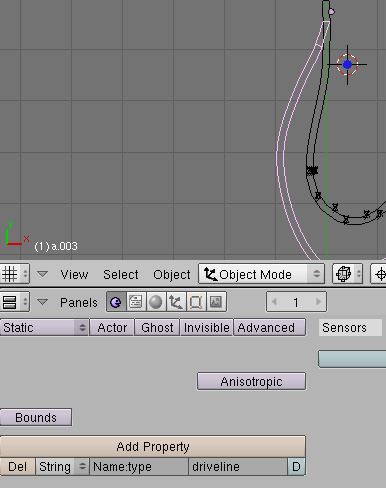 (1) a.003
View Select Object Object Mode
Panels 1
Static Actor Ghost Invisible Advanced Sensors
Anisotropic
Bounds
Add Property
Del String Name:type driveline D